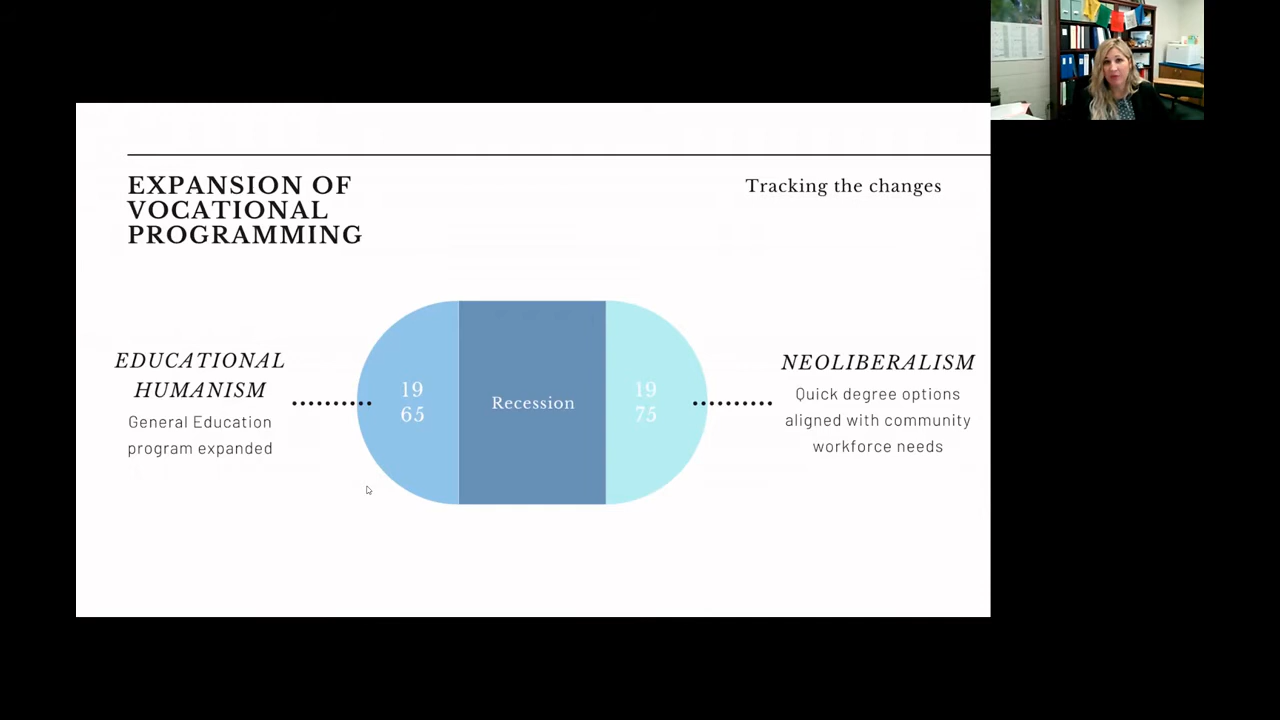 EXPANSION OF
VOCATIONAL
PROGRAMMING
Tracking the changes
EDUCATIONAL
HUMANISM
General Education
program expanded
19
65
Recession
19
75
NEOLIBERALISM
Quick degree options
aligned with community
workforce needs